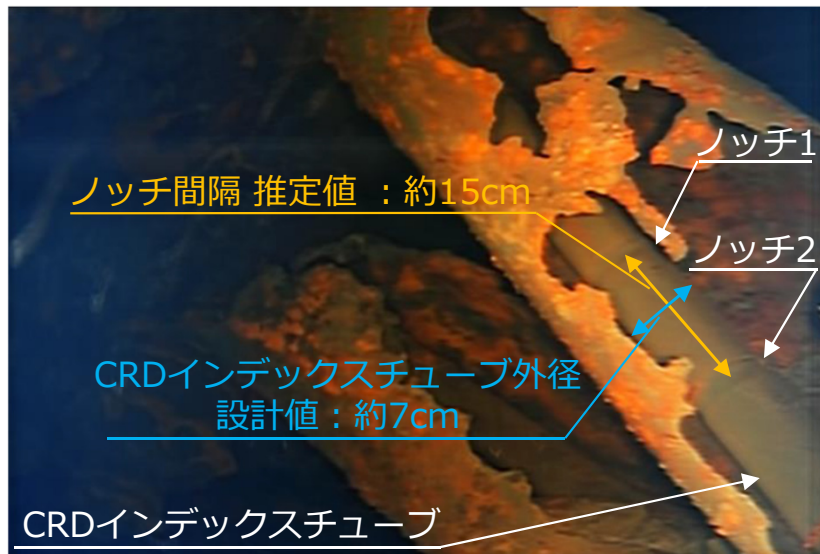 ノッチ1
ノッチ間隔 推定値 ：約15cm
ノッチ2
CRDインデックスチューブ外径
設計値：約7cm
CRDインデックスチューブ